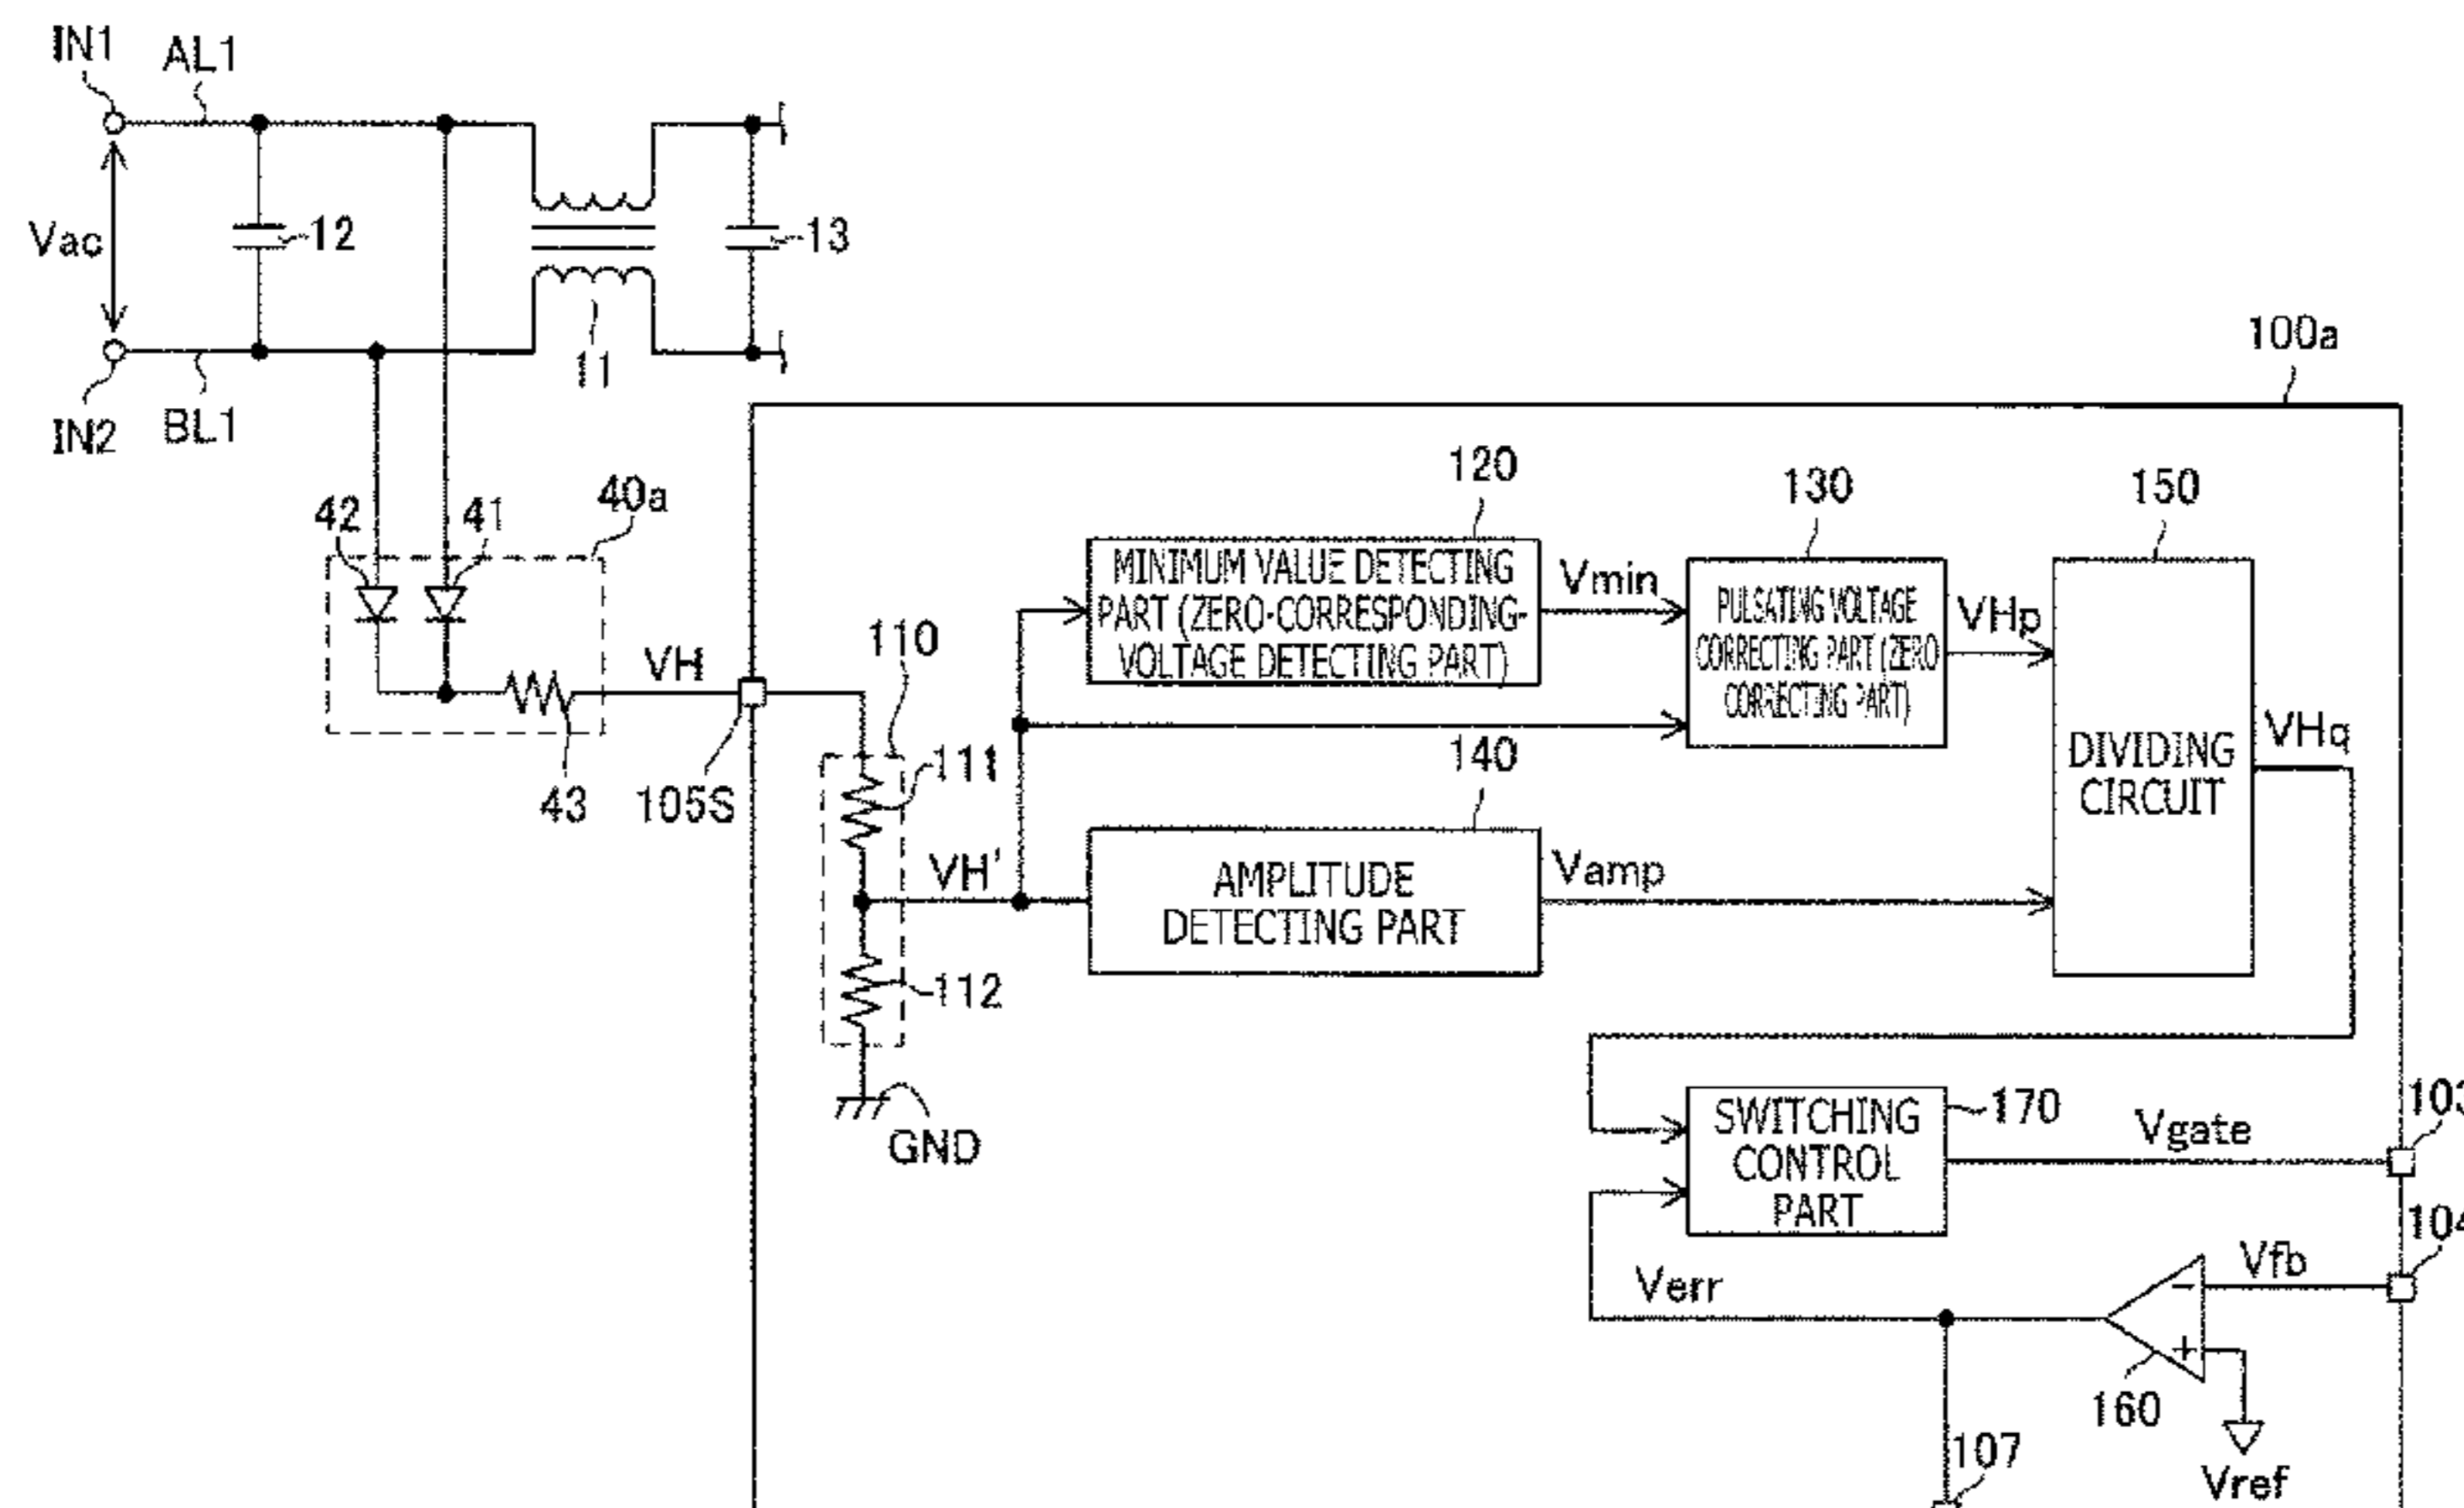 IN1
AL1
Vac
12
13
11
IN2
BL1
100a
42
41
40a
VH
43
105S
110
111
VH'
112
GND
120
MINIMUM VALUE DETECTING
PART (ZERO-CORRESPONDING-
VOLTAGE DETECTING PART)
Vmin
130
PULSATING VOLTAGE
CORRECTING PART (ZERO
CORRECTING PART)
VHp
150
DIVIDING
CIRCUIT
VHq
140
AMPLITUDE
DETECTING PART
Vamp
SWITCHING
CONTROL
PART
170
Vgate
103
104
Vfb
Verr
−
+
160
Vref
107